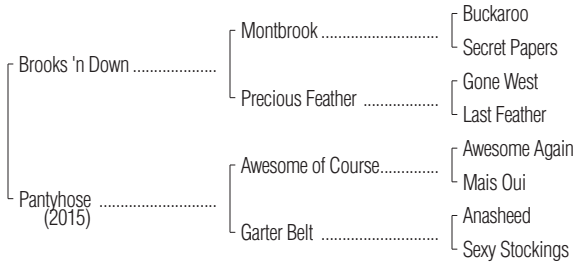 Buckaroo
Montbrook ..........................
Secret Papers
Brooks 'n Down ...................
Gone West
Precious Feather .................
Last Feather
Awesome Again
Awesome of Course.............
Mais Oui
Pantyhose ..........................
(2015)
Anasheed
Garter Belt ..........................
Sexy Stockings